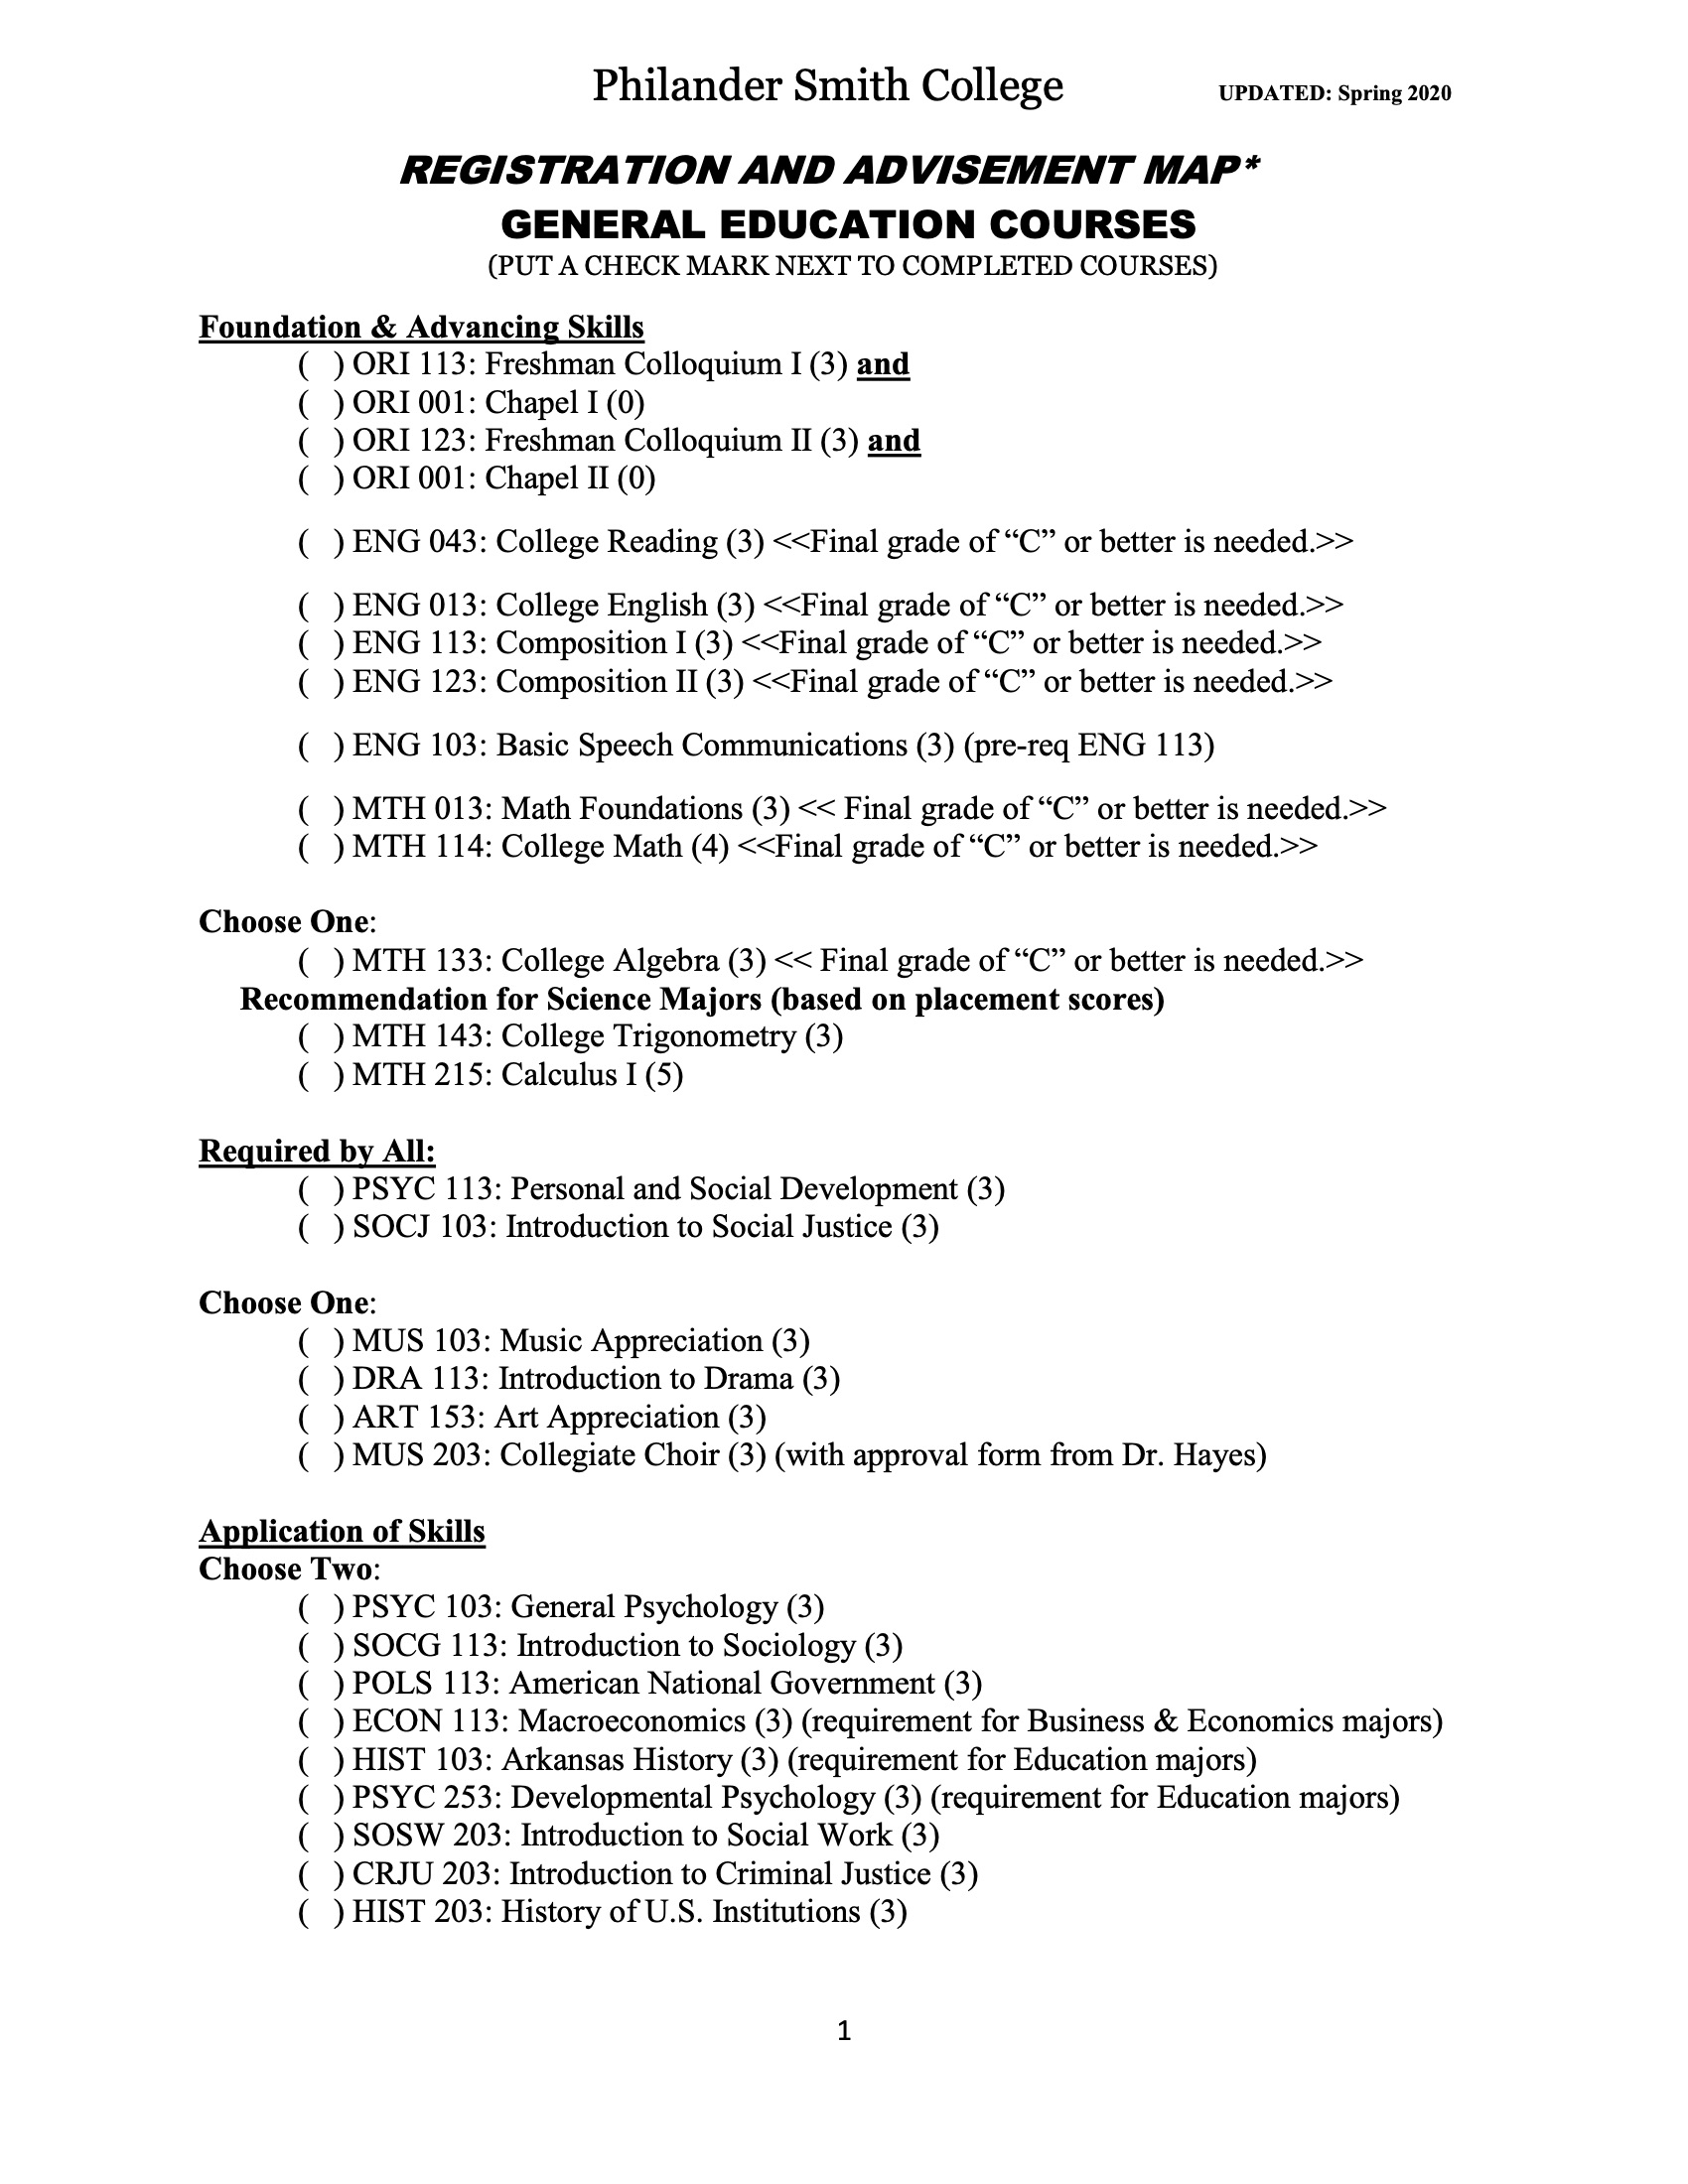 Philander Smith College UPDATED: Spring 2020
REGISTRATION AND ADVISEMENT MAP*
GENERAL EDUCATION COURSES
(PUT A CHECK MARK NEXT TO COMPLETED COURSES)
Foundation & Advancing Skills
( ) ORI 113: Freshman Colloquium I (3) and
( ) ORI 001: Chapel I (0)
( ) ORI 123: Freshman Colloquium II (3) and
( ) ORI 001: Chapel II (0)
( ) ENG 043: College Reading (3) <<Final grade of “C” or better is needed.>>
( ) ENG 013: College English (3) <<Final grade of “C” or better is needed.>>
( ) ENG 113: Composition I (3) <<Final grade of “C” or better is needed.>>
( ) ENG 123: Composition II (3) <<Final grade of “C” or better is needed.>>
( ) ENG 103: Basic Speech Communications (3) (pre-req ENG 113)
( ) MTH 013: Math Foundations (3) << Final grade of “C” or better is needed.>>
( ) MTH 114: College Math (4) <<Final grade of “C” or better is needed.>>
Choose One:
( ) MTH 133: College Algebra (3) << Final grade of “C” or better is needed.>>
Recommendation for Science Majors (based on placement scores)
( ) MTH 143: College Trigonometry (3)
( ) MTH 215: Calculus I (5)
Required by All:
( ) PSYC 113: Personal and Social Development (3)
( ) SOCJ 103: Introduction to Social Justice (3)
Choose One:
( ) MUS 103: Music Appreciation (3)
( ) DRA 113: Introduction to Drama (3)
( ) ART 153: Art Appreciation (3)
( ) MUS 203: Collegiate Choir (3) (with approval form from Dr. Hayes)
Application of Skills
Choose Two:
( ) PSYC 103: General Psychology (3)
( ) SOCG 113: Introduction to Sociology (3)
( ) POLS 113: American National Government (3)
( ) ECON 113: Macroeconomics (3) (requirement for Business & Economics majors)
( ) HIST 103: Arkansas History (3) (requirement for Education majors)
( ) PSYC 253: Developmental Psychology (3) (requirement for Education majors)
( ) SOSW 203: Introduction to Social Work (3)
( ) CRJU 203: Introduction to Criminal Justice (3)
( ) HIST 203: History of U.S. Institutions (3)
1